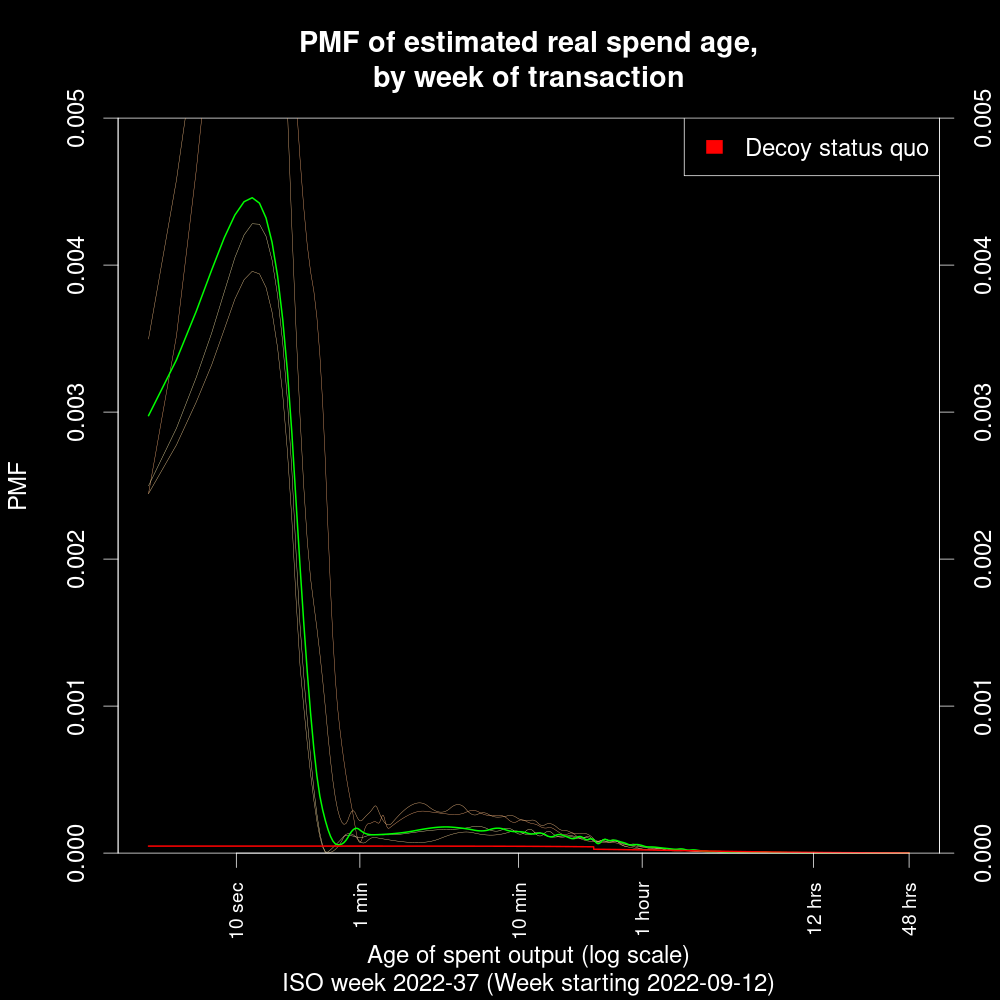 PMF of estimated real spend age,
by week of transaction
Decoy status quo
PMF
0.005
0.004
0.003
0.002
0.001
0.000
0.005
0.004
0.003
0.002
0.001
0.000
10 sec
1 min
10 min
1 hour
12 hrs
48 hrs
Age of spent output (log scale)
ISO week 2022-37 (Week starting 2022-09-12)